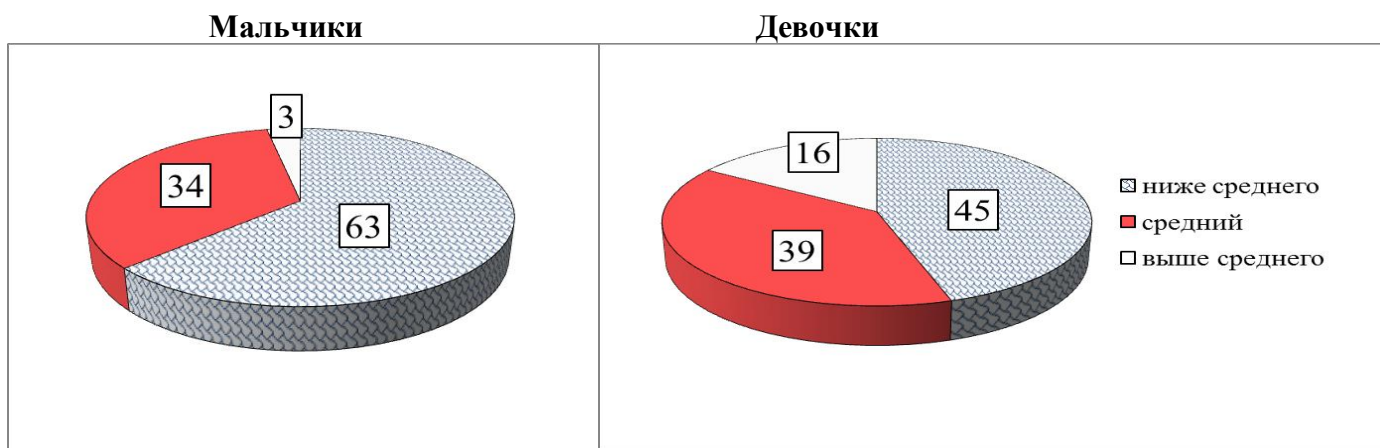 Мальчики
Девочки
3
34
63
16
45
39
ниже среднего
средний
выше среднего